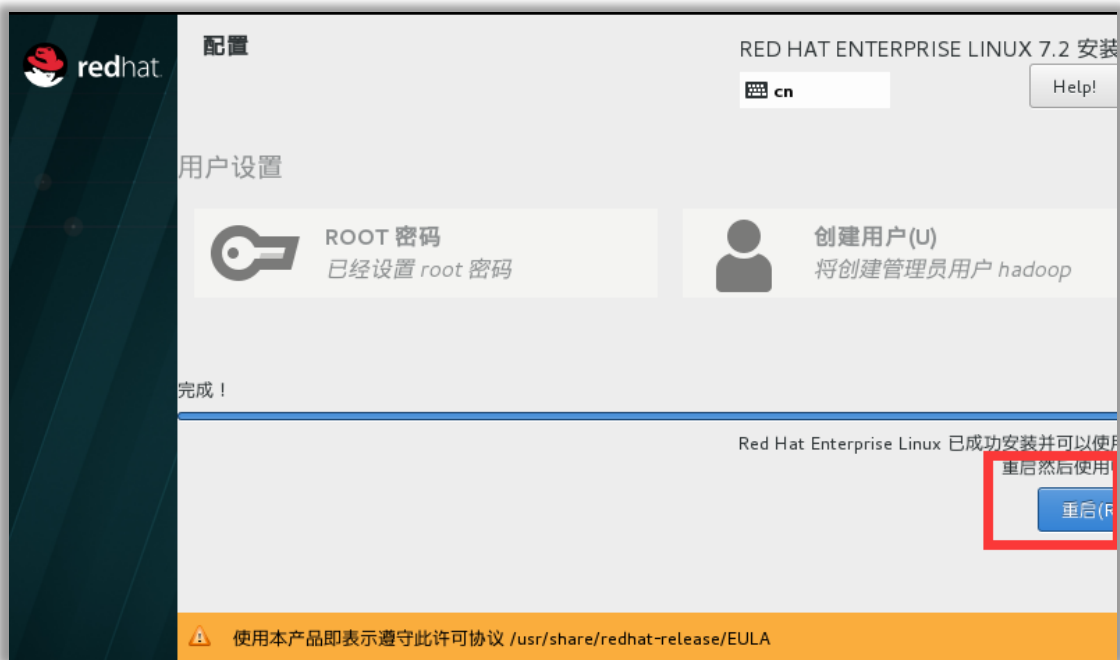 redhat.
配置
RED HAT ENTERPRISE LINUX 7.2 安装
cn
Help!
用户设置
ROOT 密码
已经设置 root 密码
创建用户(U)
将创建管理员用户 hadoop
完成！
Red Hat Enterprise Linux 已成功安装并可以使用
重启然后使用
重启(R
使用本产品即表示遵守此许可协议 /usr/share/redhat-release/EULA